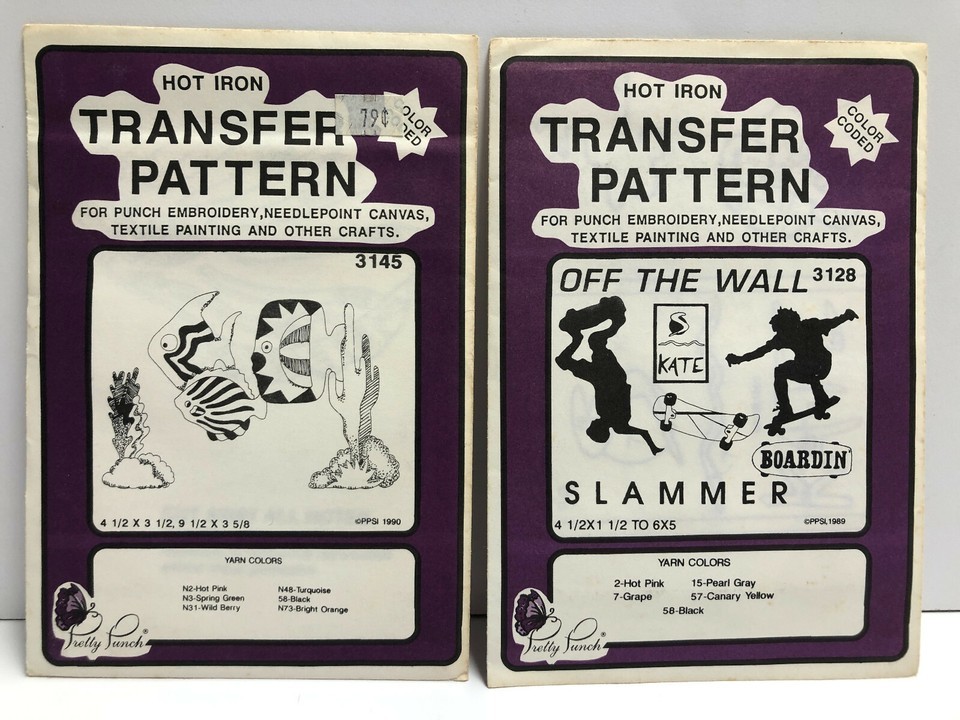 HOT IRON
TRANSFER
79¢
COLOR
CODED
PATTERN
FOR PUNCH EMBROIDERY,NEEDLEPOINT CANVAS,
TEXTILE PAINTING AND OTHER CRAFTS.
3145
4 1/2 X 3 1/2, 9 1/2 X 3 5/8
©PPSI 1990
YARN COLORS
N2-Hot Pink N48-Turquoise
N3-Spring Green 58-Black
N31-Wild Berry N73-Bright Orange
Pretty Punch®
HOT IRON
TRANSFER
COLOR
CODED
PATTERN
FOR PUNCH EMBROIDERY,NEEDLEPOINT CANVAS,
TEXTILE PAINTING AND OTHER CRAFTS.
OFF THE WALL 3128
S
KATE
BOARDIN'
SLAMMER
4 1/2X1 1/2 TO 6X5
©PPSI,1989
YARN COLORS
2-Hot Pink 15-Pearl Gray
7-Grape 57-Canary Yellow
58-Black
Pretty Punch®